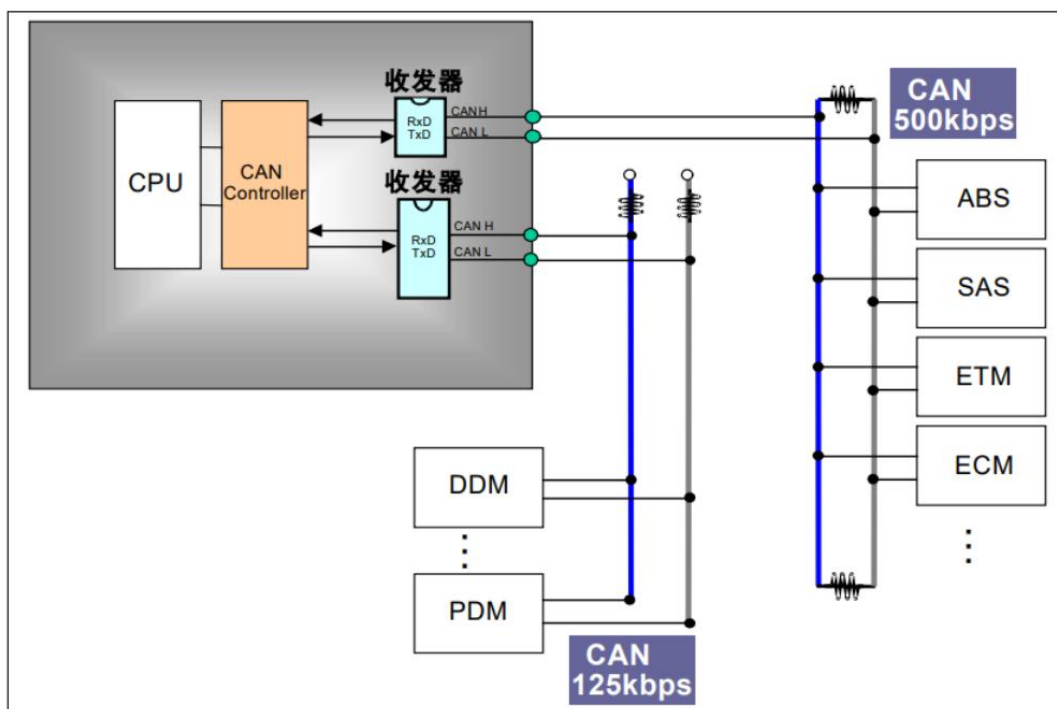 收发器
CAN
500kbps
CANH
RxD
TxD
CAN L
CPU
CAN
Controller
收发器
ABS
CAN H
RxD
TxD
CAN L
SAS
ETM
ECM
DDM
⋮
⋮
PDM
CAN
125kbps